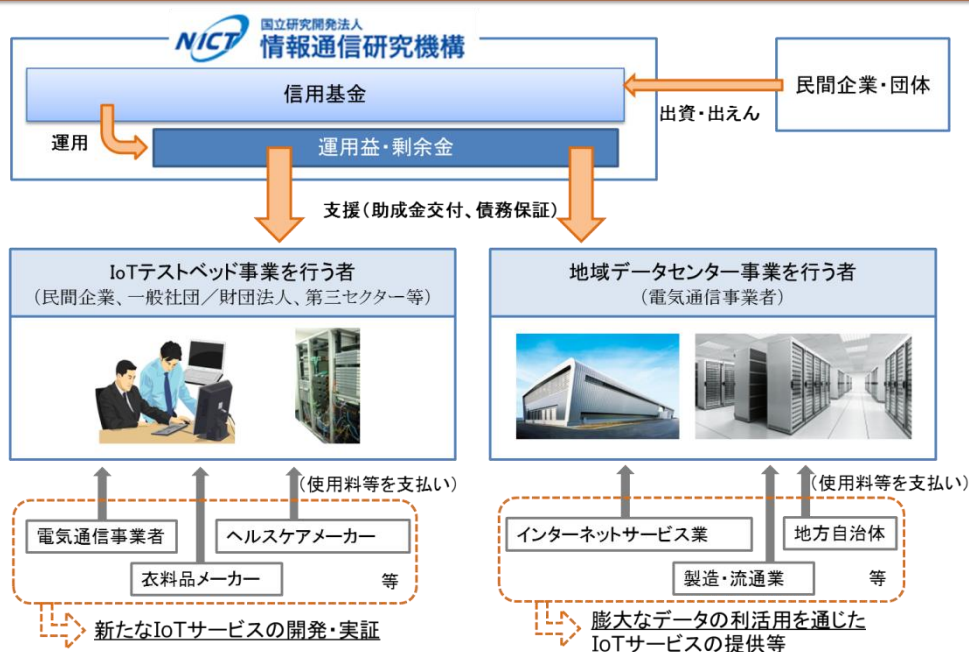 NICT
国立研究開発法人
情報通信研究機構
信用基金
民間企業・団体
出資・出えん
運用
運用益・剰余金
支援(助成金交付、債務保証)
IoTテストベッド事業を行う者
(民間企業、一般社団／財団法人、第三セクター等)
地域データセンター事業を行う者
(電気通信事業者)
(使用料等を支払い)
電気通信事業者
ヘルスケアメーカー
衣料品メーカー
等
新たなIoTサービスの開発・実証
(使用料等を支払い)
インターネットサービス業
地方自治体
製造・流通業
等
膨大なデータの利活用を通じた
IoTサービスの提供等